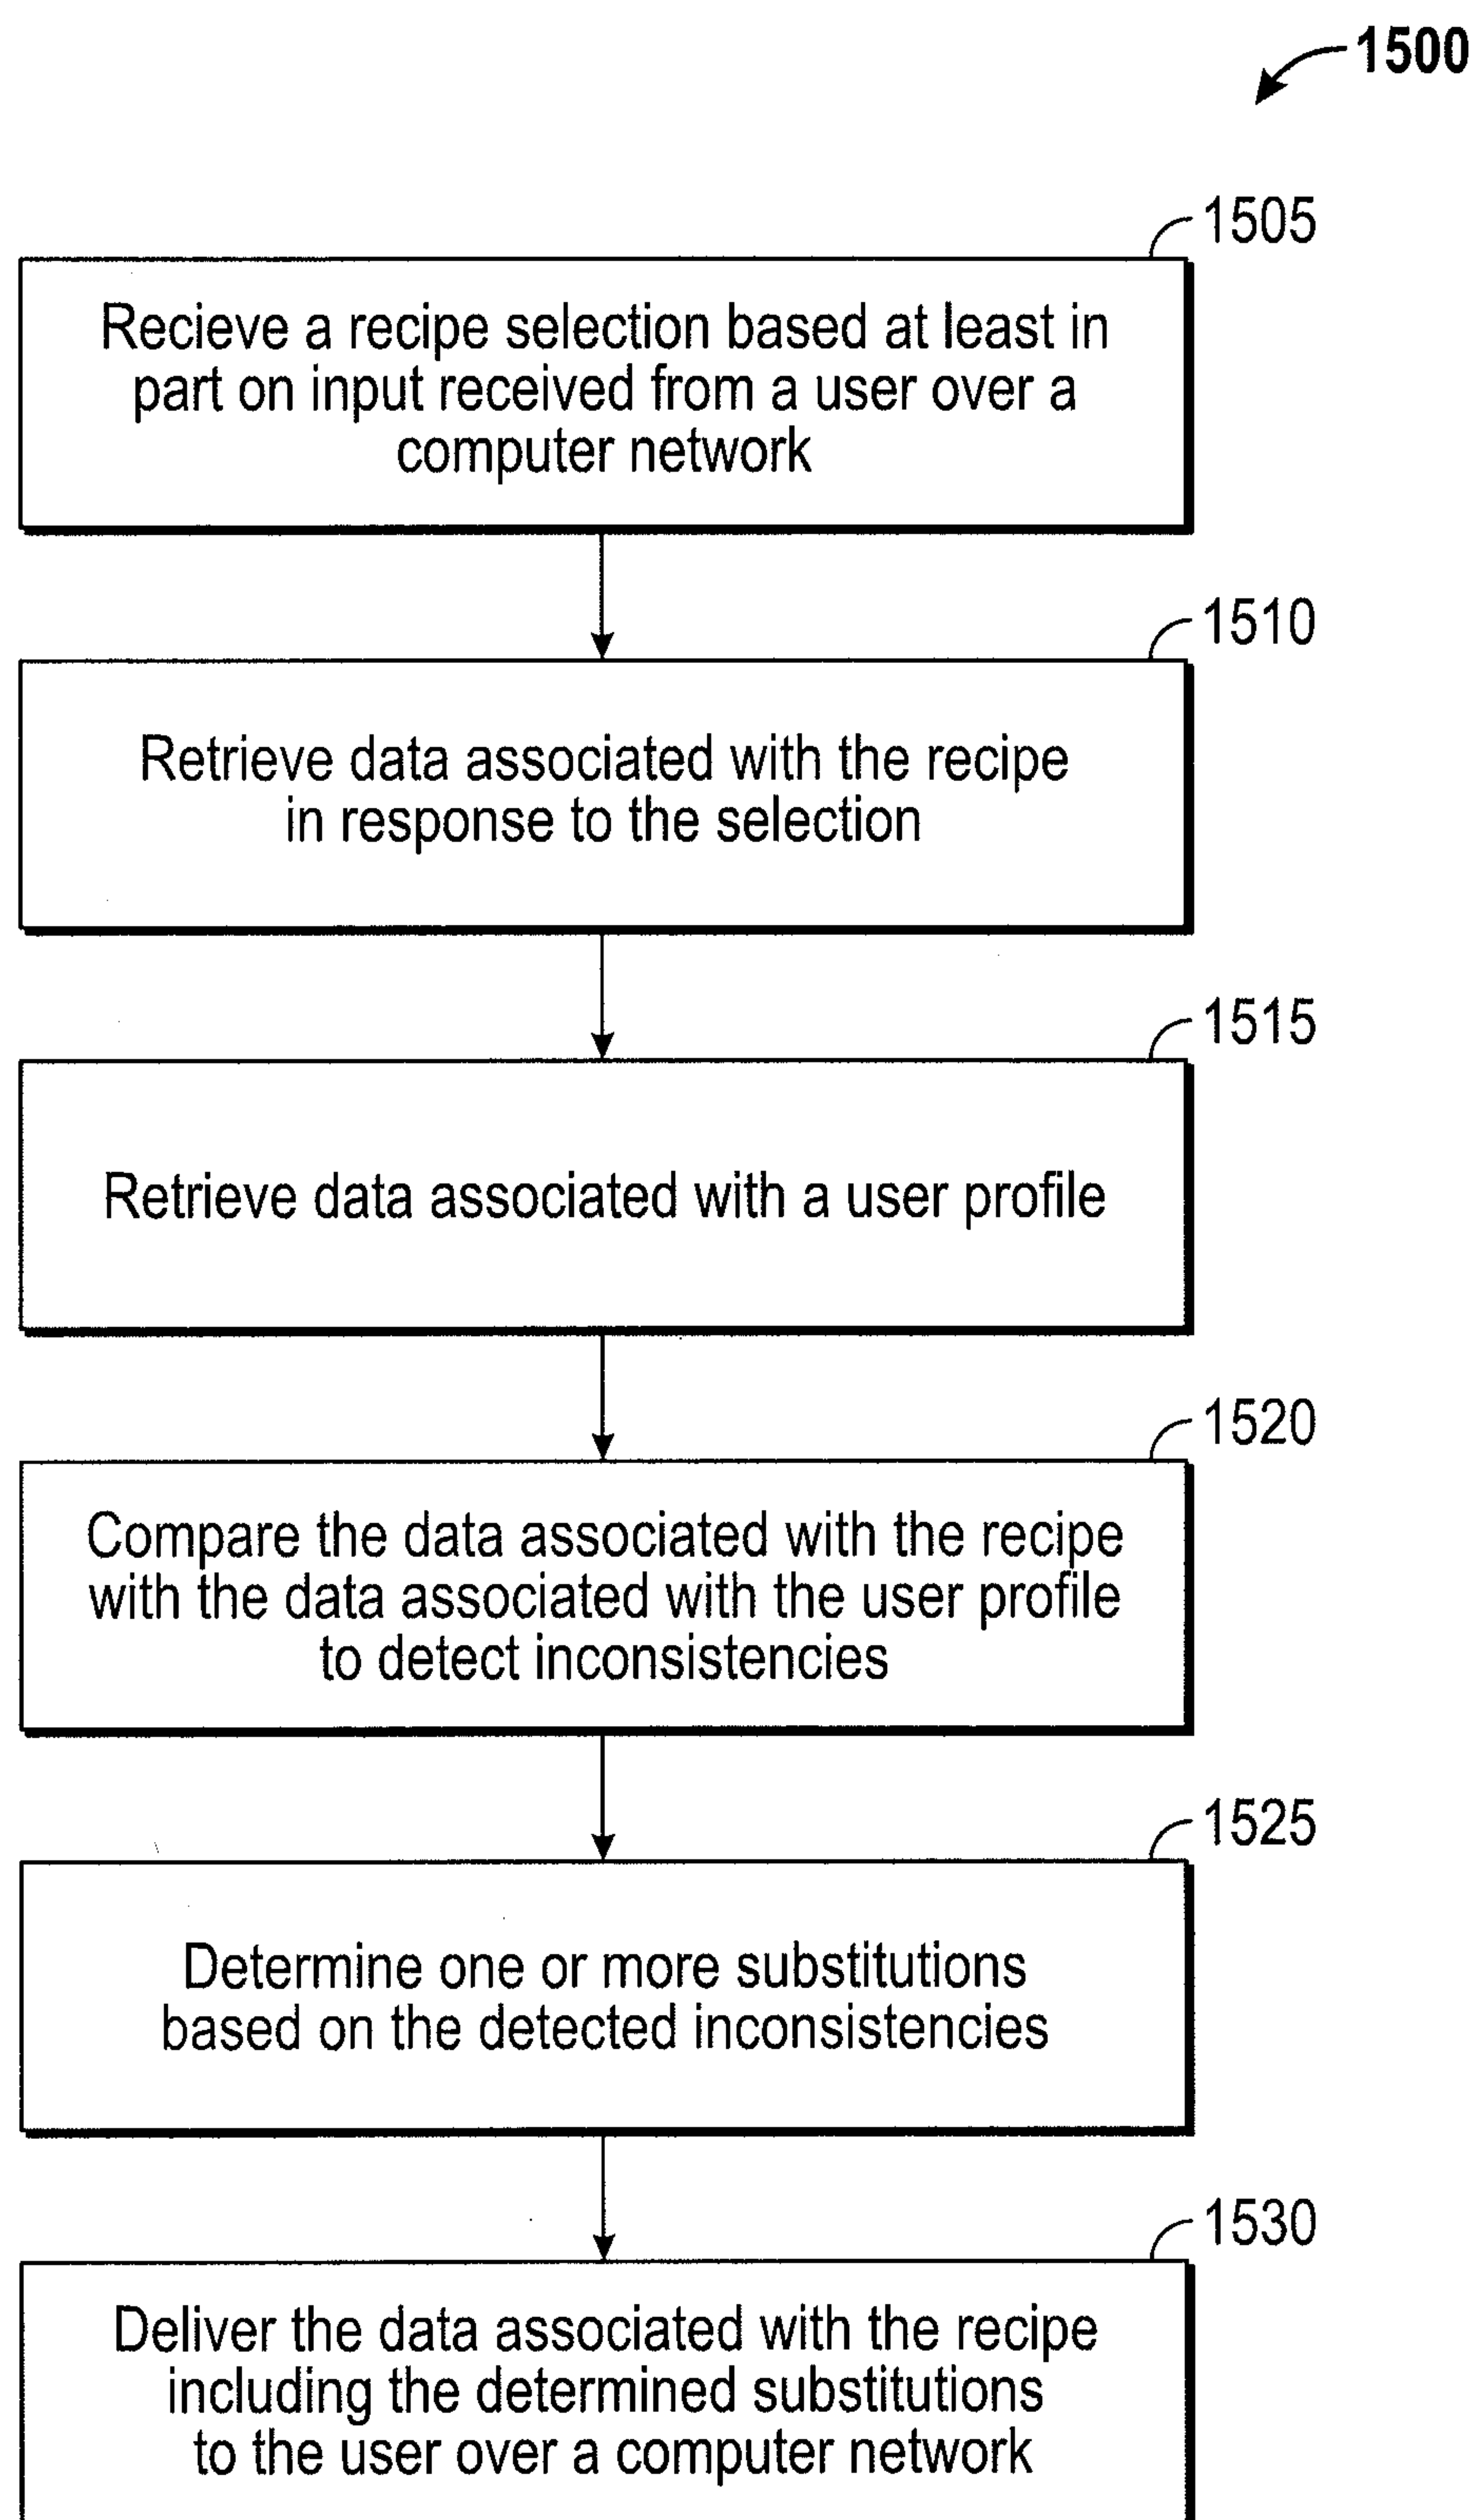 1500
1505
Recieve a recipe selection based at least in
part on input received from a user over a
computer network
1510
Retrieve data associated with the recipe
in response to the selection
1515
Retrieve data associated with a user profile
1520
Compare the data associated with the recipe
with the data associated with the user profile
to detect inconsistencies
1525
Determine one or more substitutions
based on the detected inconsistencies
1530
Deliver the data associated with the recipe
including the determined substitutions
to the user over a computer network